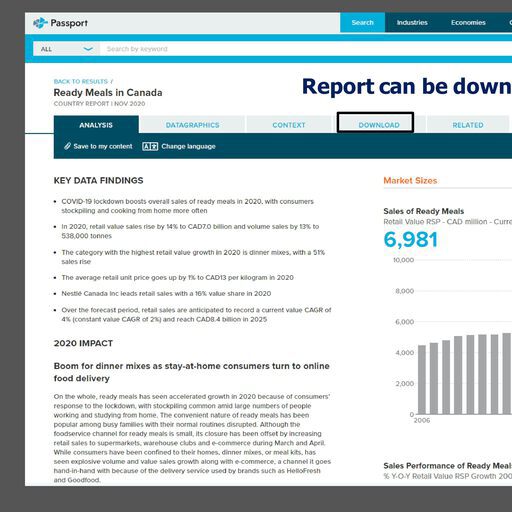 Passport
Search
Industries
Economies
ALL
Search by keyword
BACK TO RESULTS /
Ready Meals in Canada
COUNTRY REPORT | NOV 2020
Report can be down
ANALYSIS
DATAGRAPHICS
CONTEXT
DOWNLOAD
RELATED
Save to my content
Change language
KEY DATA FINDINGS
• COVID-19 lockdown boosts overall sales of ready meals in 2020, with consumers
stockpiling and cooking from home more often
• In 2020, retail value sales rise by 14% to CAD7.0 billion and volume sales by 13% to
538,000 tonnes
• The category with the highest retail value growth in 2020 is dinner mixes, with a 51%
sales rise
• The average retail unit price goes up by 1% to CAD13 per kilogram in 2020
• Nestlé Canada Inc leads retail sales with a 16% value share in 2020
• Over the forecast period, retail sales are anticipated to record a current value CAGR of
4% (constant value CAGR of 2%) and reach CAD8.4 billion in 2025
2020 IMPACT
Boom for dinner mixes as stay-at-home consumers turn to online
food delivery
On the whole, ready meals has seen accelerated growth in 2020 because of consumers'
response to the lockdown, with stockpiling common amid large numbers of people
working and studying from home. The convenient nature of ready meals has been
popular among busy families with their normal routines disrupted. Although the
foodservice channel for ready meals is small, its closure has been offset by increasing
retail sales to supermarkets, warehouse clubs and e-commerce during March and April.
While consumers have been confined to their homes, dinner mixes, or meal kits, has
seen explosive volume and value sales growth along with e-commerce, a channel it goes
hand-in-hand with because of the delivery service used by brands such as HelloFresh
and Goodfood.
Market Sizes
Sales of Ready Meals
Retail Value RSP - CAD million - Curre
6,981
10,000
8,000
6,000
4,000
2,000
0
2006
Sales Performance of Ready Meal
% Y-O-Y Retail Value RSP Growth 200